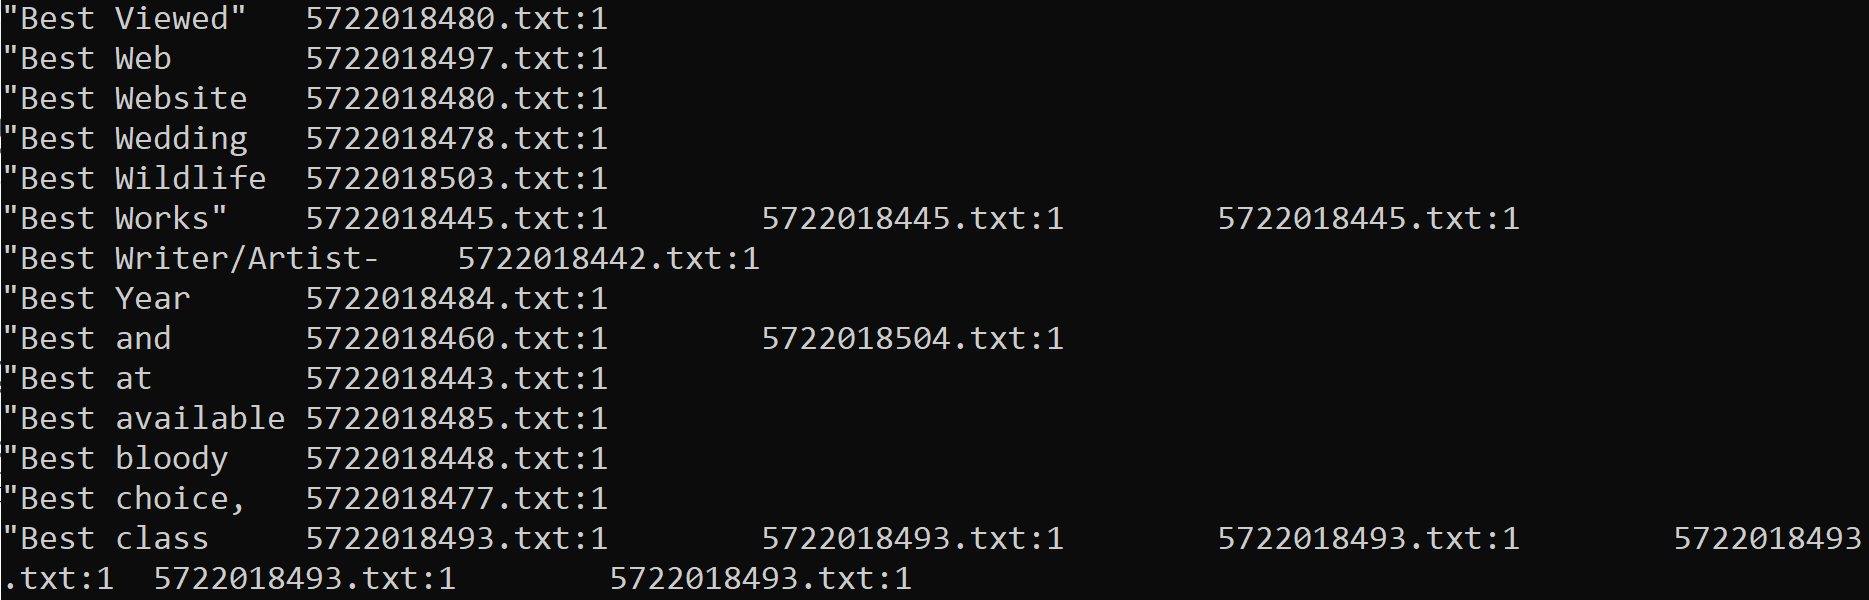 "Best Viewed"   5722018480.txt:1
"Best Web       5722018497.txt:1
"Best Website   5722018480.txt:1
"Best Wedding   5722018478.txt:1
"Best Wildlife  5722018503.txt:1
"Best Works"    5722018445.txt:1        5722018445.txt:1        5722018445.txt:1
"Best Writer/Artist-    5722018442.txt:1
"Best Year      5722018484.txt:1
"Best and       5722018460.txt:1        5722018504.txt:1
"Best at        5722018443.txt:1
"Best available 5722018485.txt:1
"Best bloody    5722018448.txt:1
"Best choice,   5722018477.txt:1
"Best class     5722018493.txt:1        5722018493.txt:1        5722018493.txt:1        5722018493
.txt:1  5722018493.txt:1        5722018493.txt:1